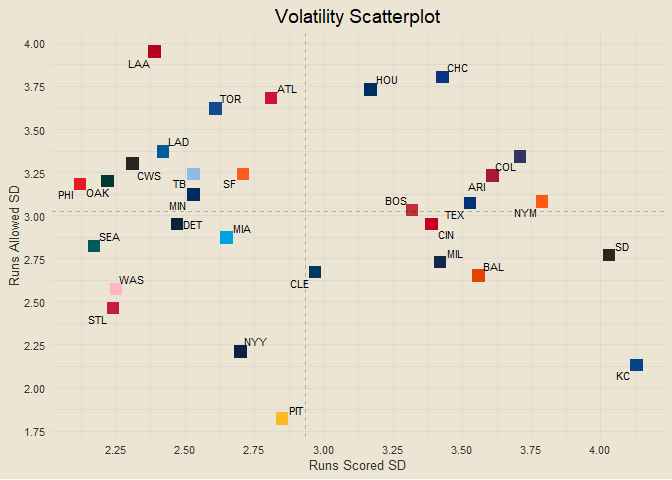 Volatility Scatterplot
4.00
LAA
CHC
3.75
HOU
ATL
TOR
3.50
LAD
3.25
CWS
TB
SF
COL
ARI
PHI
OAK
MIN
BOS
TEX
NYM
3.00
DET
MIA
CIN
SEA
SD
2.75
MIL
BAL
CLE
WAS
2.50
STL
2.25
NYY
KC
2.00
PIT
1.75
2.25 2.50 2.75 3.00 3.25 3.50 3.75 4.00
Runs Scored SD
Runs Allowed SD